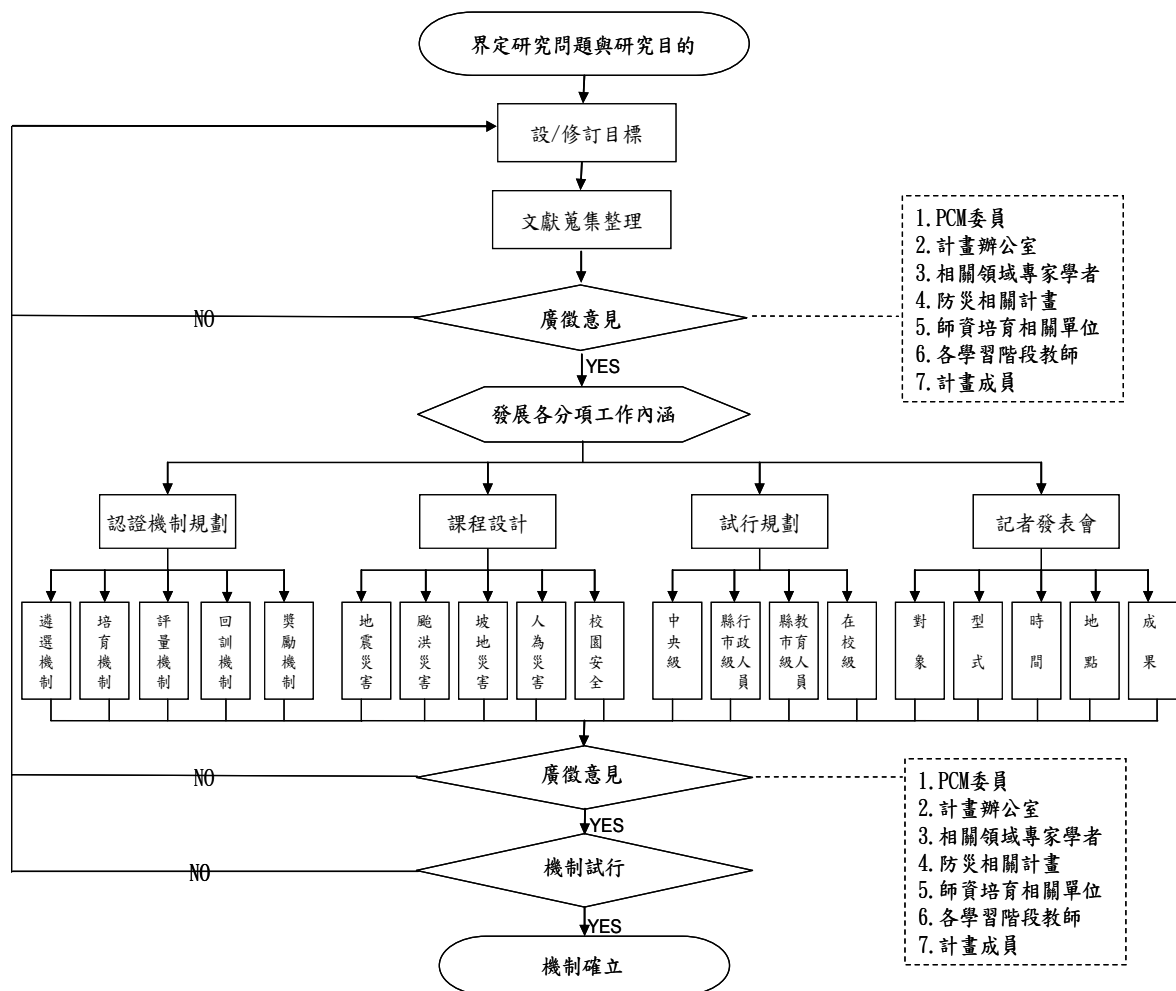 界定研究問題與研究目的
設/修訂目標
文獻蒐集整理
1.PCM委員
2.計畫辦公室
3.相關領域專家學者
4.防災相關計畫
5.師資培育相關單位
6.各學習階段教師
7.計畫成員
廣徵意見
NO
YES
發展各分項工作內涵
認證機制規劃
課程設計
試行規劃
記者發表會
遴選機制
培育機制
評量機制
回訓機制
獎勵機制
地震災害
颱洪災害
坡地災害
人為災害
校園安全
中央級
縣市級行政人員
縣市級教育人員
在校級
對象
型式
時間
地點
成果
廣徵意見
NO
YES
1.PCM委員
2.計畫辦公室
3.相關領域專家學者
4.防災相關計畫
5.師資培育相關單位
6.各學習階段教師
7.計畫成員
機制試行
NO
YES
機制確立